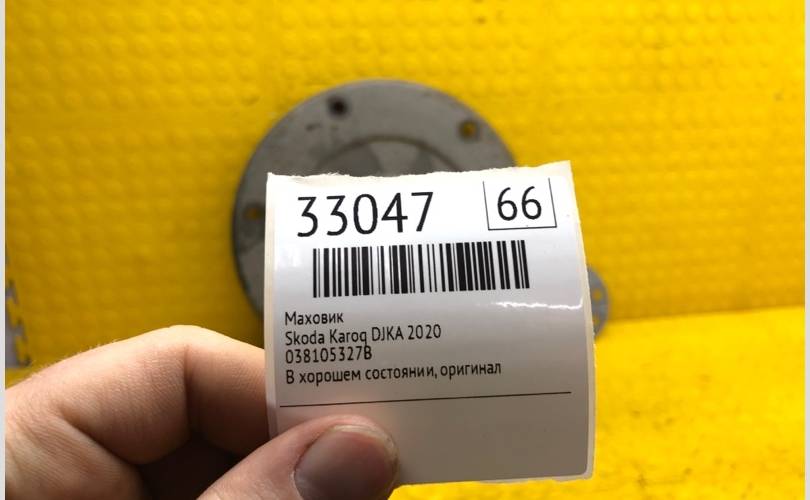 33047 66
Маховик
Skoda Karoq DJKA 2020
038105327B
В хорошем состоянии, оригинал